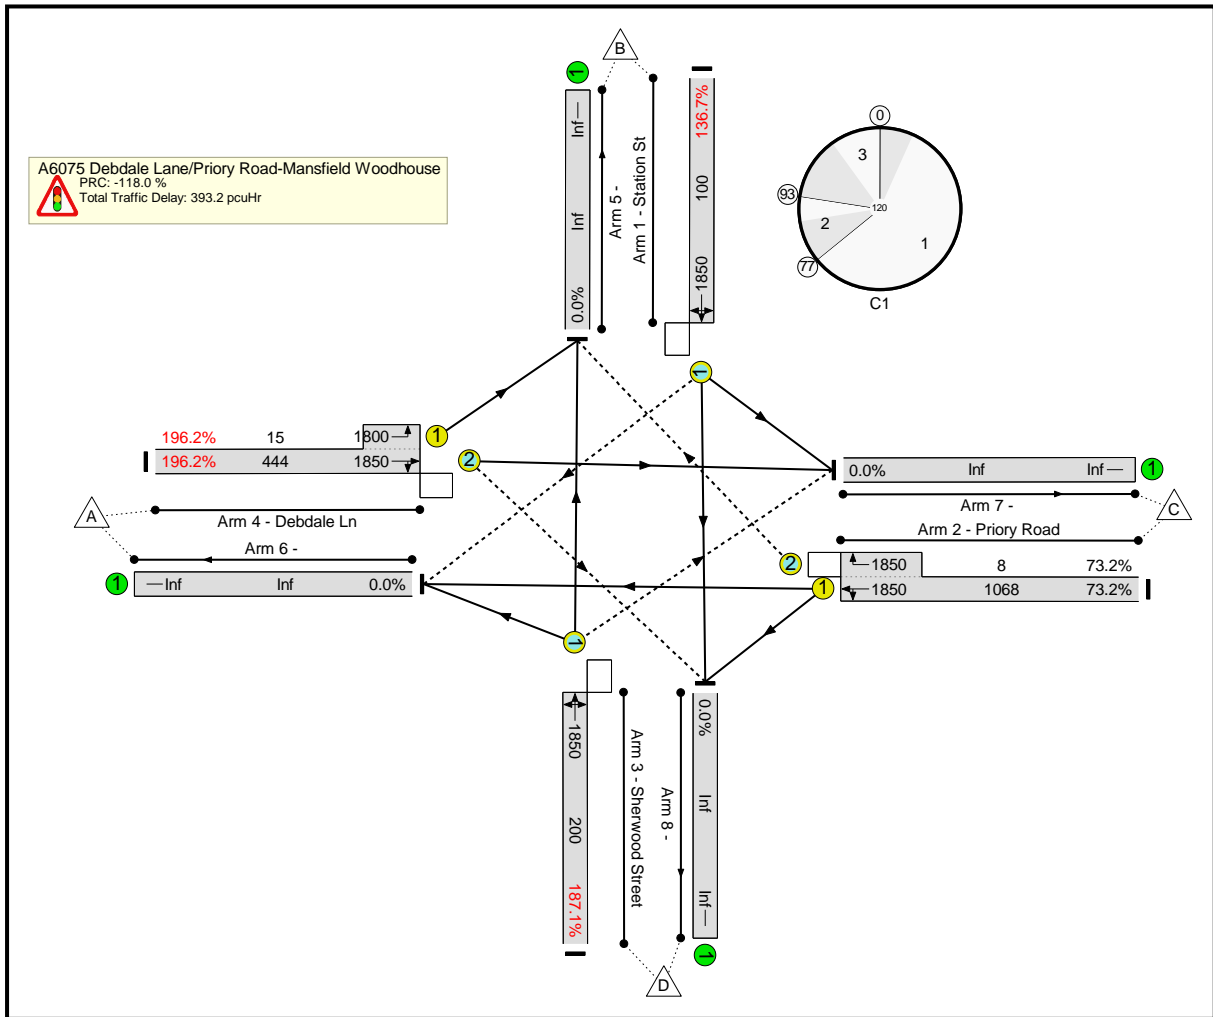 A6075 Debdale Lane/Priory Road-Mansfield Woodhouse
PRC: -118.0 %
Total Traffic Delay: 393.2 pcuHr
B
1
Inf
Inf
0.0%
Arm 5 -
Arm 1 - Station St
136.7%
100
1850
0
3
93
120
2
1
77
C1
1
196.2% 15 1800
1
196.2% 444 1850
2
0.0% Inf Inf
1
A
Arm 4 - Debdale Ln
Arm 7 -
C
Arm 6 -
Arm 2 - Priory Road
1
Inf Inf 0.0%
2
1850 8 73.2%
1
1850 1068 73.2%
1
1850
200
187.1%
Arm 3 - Sherwood Street
Arm 8 -
0.0%
Inf
Inf
1
D